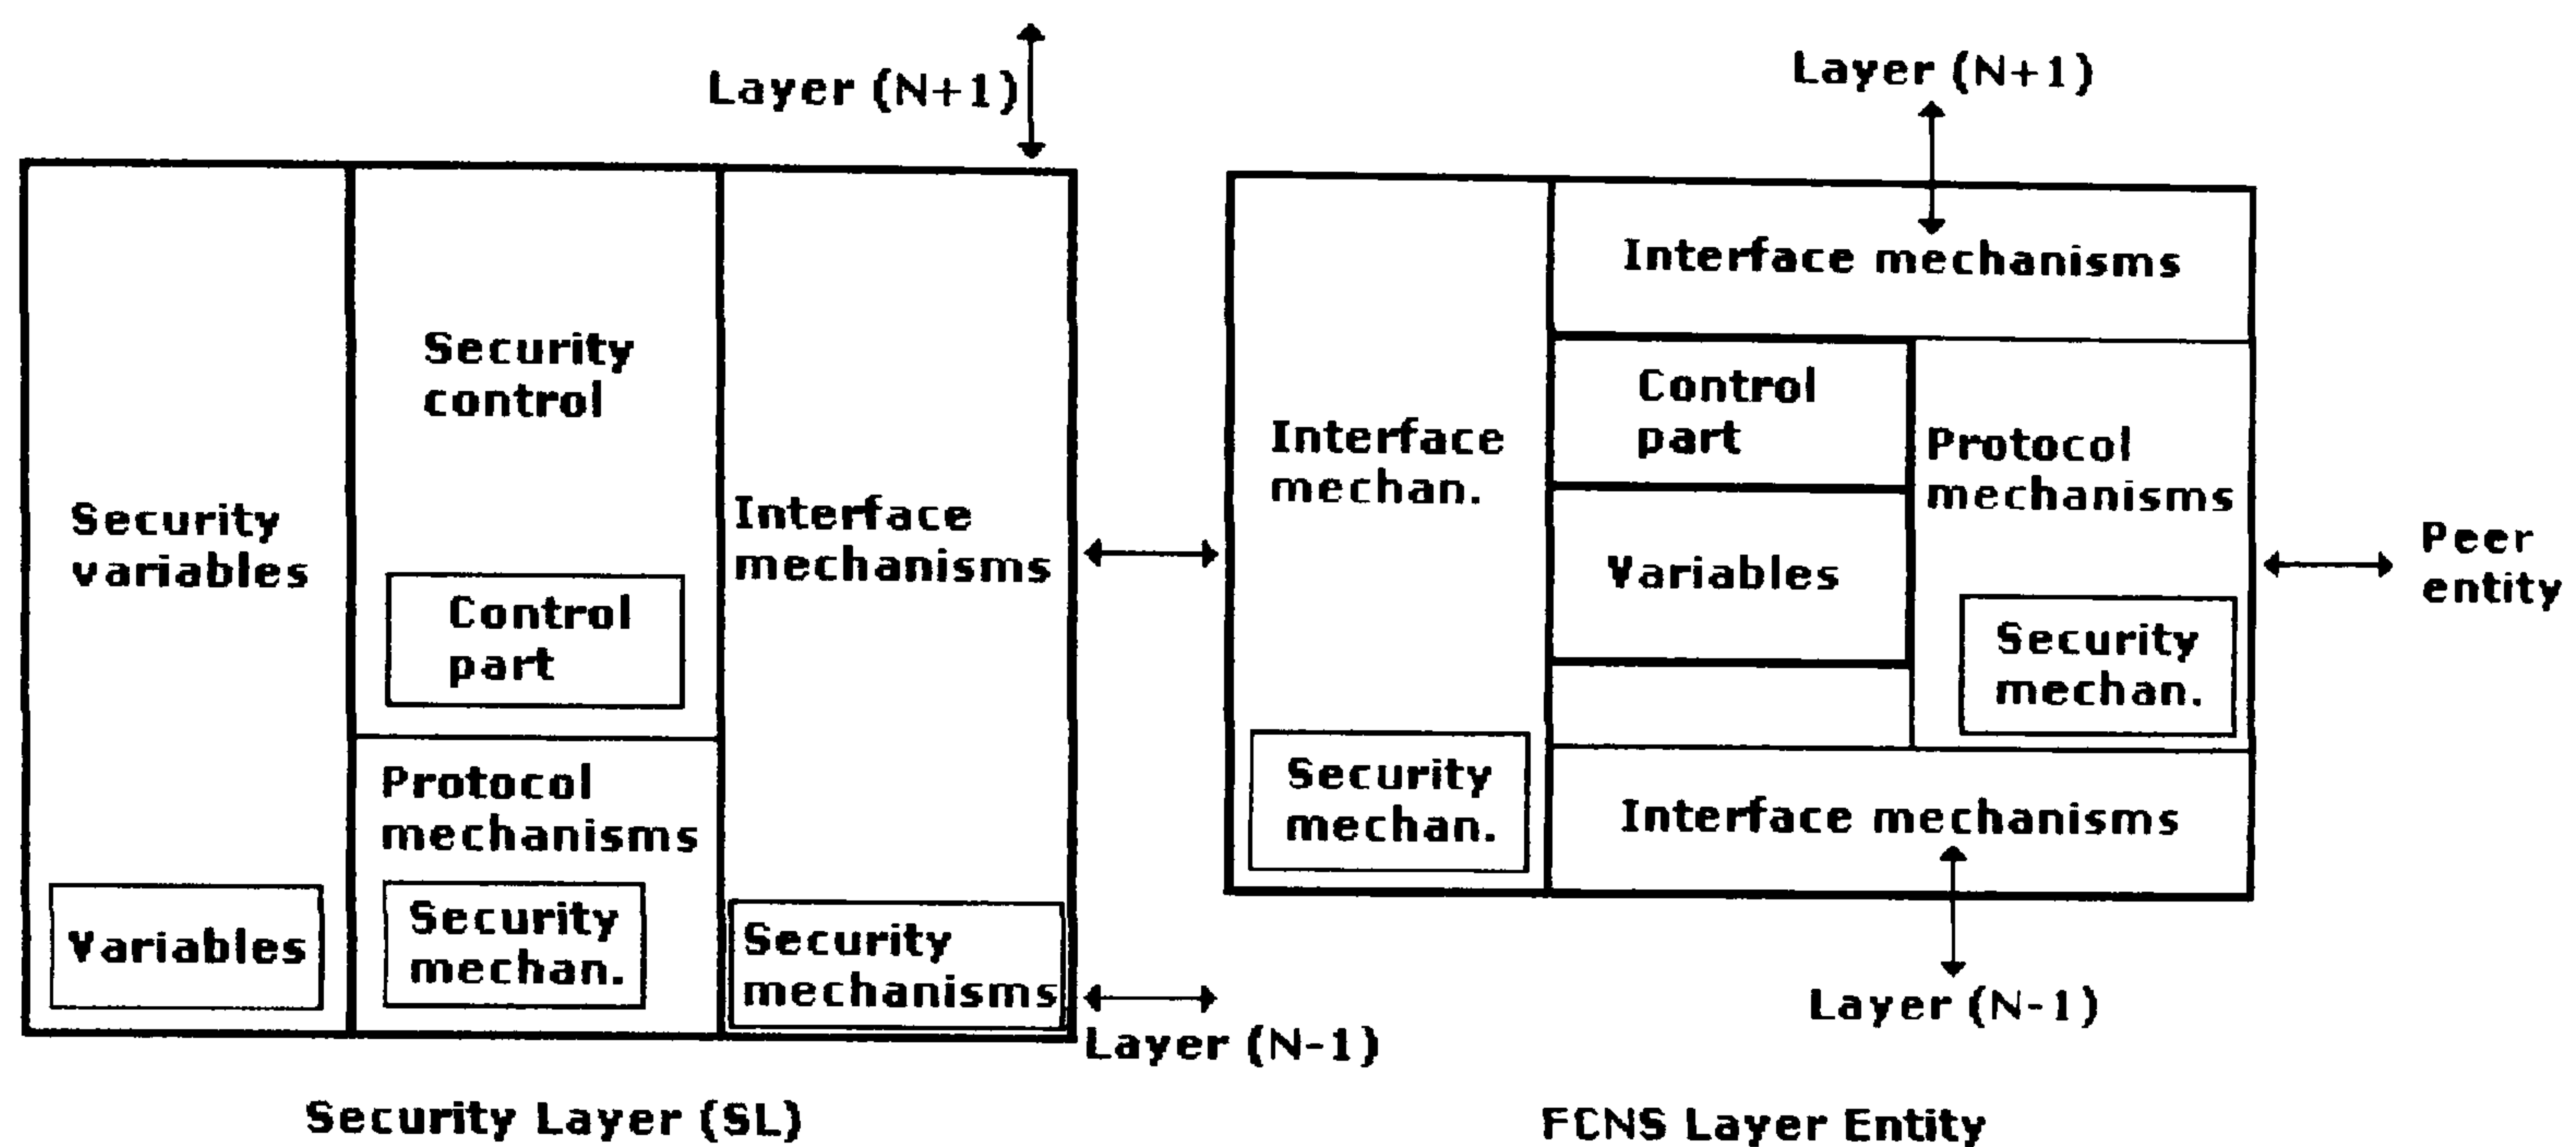 Layer (N+1)
Security
variables
Variables
Security
control
Control
part
Protocol
mechanisms
Security
mechan.
Interface
mechanisms
Security
mechanisms
Layer (N-1)
Security Layer (SL)
Layer (N+1)
Interface
mechan.
Security
mechan.
Interface mechanisms
Control
part
Variables
Protocol
mechanisms
Security
mechan.
Interface mechanisms
Peer
entity
Layer (N-1)
FCNS Layer Entity